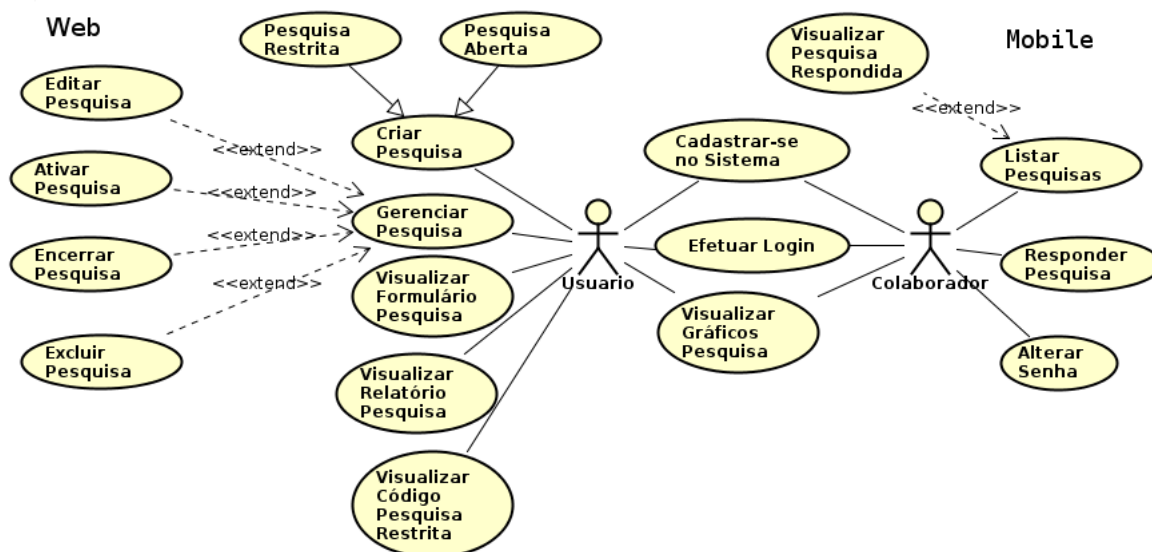 Web
Mobile
Pesquisa
Restrita
Pesquisa
Aberta
Visualizar
Pesquisa
Respondida
Editar
Pesquisa
<<extend>>
Criar
Pesquisa
Cadastrar-se
no Sistema
Listar
Pesquisas
<<extend>>
Ativar
Pesquisa
<<extend>>
Gerenciar
Pesquisa
<<extend>>
Encerrar
Pesquisa
<<extend>>
Efetuar Login
Responder
Pesquisa
Usuario
Colaborador
Visualizar
Formulário
Pesquisa
Visualizar
Gráficos
Pesquisa
Excluir
Pesquisa
Alterar
Senha
Visualizar
Relatório
Pesquisa
Visualizar
Código
Pesquisa
Restrita